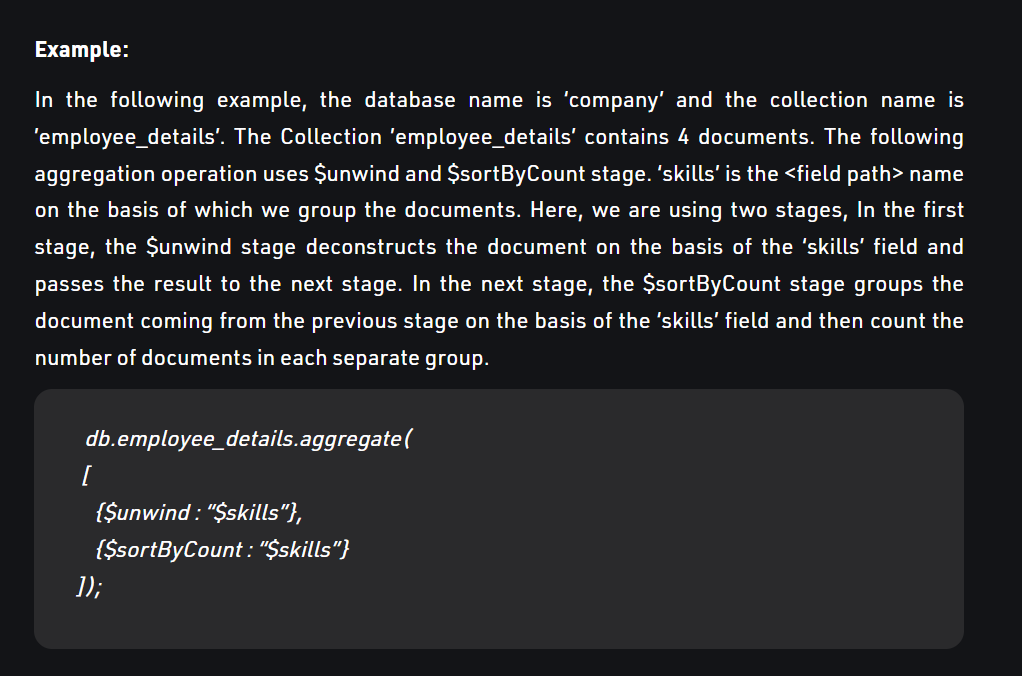 Example:
In the following example, the database name is ‘company’ and the collection name is
’employee_details’. The Collection ’employee_details’ contains 4 documents. The following
aggregation operation uses $unwind and $sortByCount stage. ’skills’ is the <field path> name
on the basis of which we group the documents. Here, we are using two stages, In the first
stage, the $unwind stage deconstructs the document on the basis of the ‘skills’ field and
passes the result to the next stage. In the next stage, the $sortByCount stage groups the
document coming from the previous stage on the basis of the ’skills’ field and then count the
number of documents in each separate group.
db.employee_details.aggregate(
[
{$unwind : “$skills”},
{$sortByCount : “$skills”}
]);